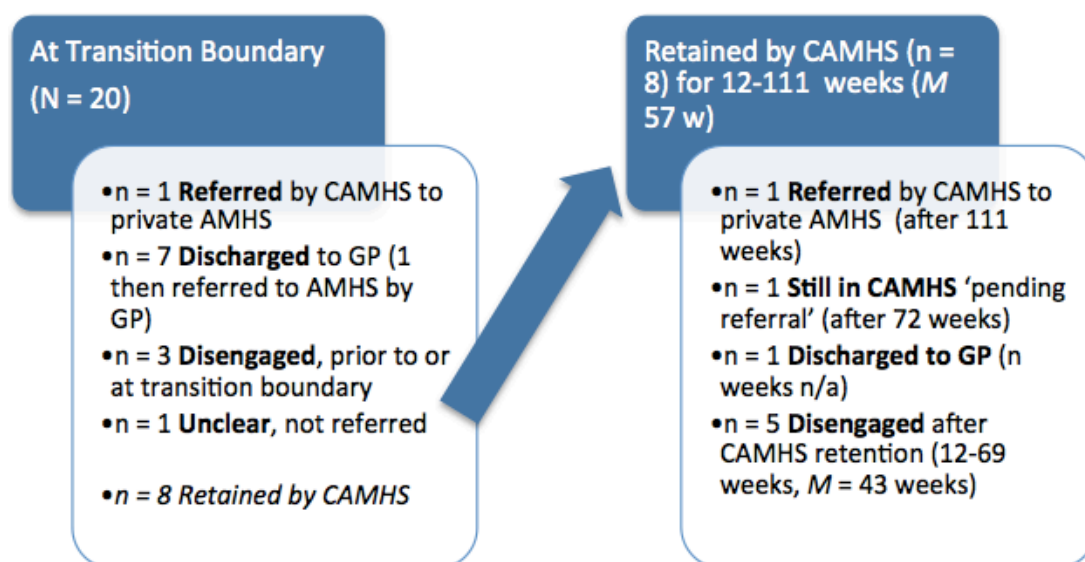 At Transition Boundary
(N = 20)
•n = 1 Referred by CAMHS to
private AMHS
•n = 7 Discharged to GP (1
then referred to AMHS by
GP)
•n = 3 Disengaged, prior to or
at transition boundary
•n = 1 Unclear, not referred
•n = 8 Retained by CAMHS
Retained by CAMHS (n =
8) for 12-111 weeks (M
57 w)
•n = 1 Referred by CAMHS to
private AMHS (after 111
weeks)
•n = 1 Still in CAMHS ‘pending
referral’ (after 72 weeks)
•n = 1 Discharged to GP (n
weeks n/a)
•n = 5 Disengaged after
CAMHS retention (12-69
weeks, M = 43 weeks)